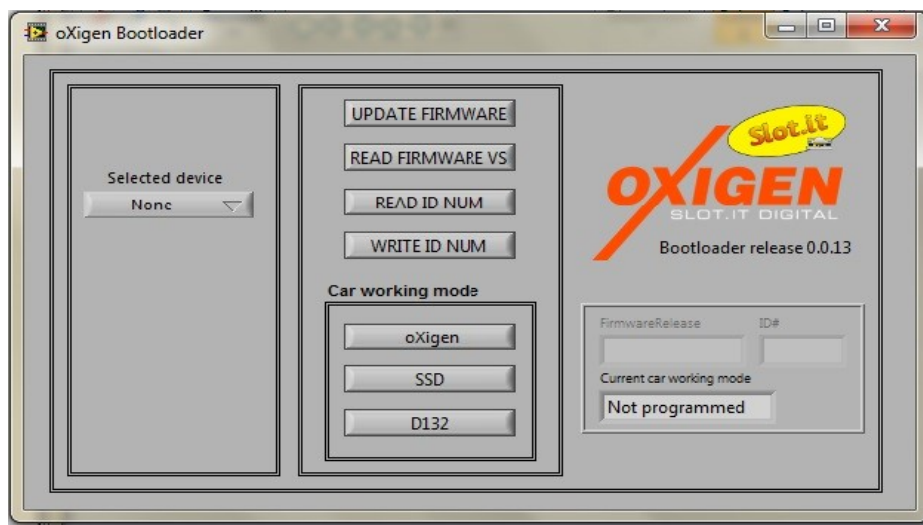 oXigen Bootloader
Selected device
None
UPDATE FIRMWARE
READ FIRMWARE VS
READ ID NUM
WRITE ID NUM
Car working mode
oXigen
SSD
D132
Slot.it
OXIGEN
SLOT.IT DIGITAL
Bootloader release 0.0.13
FirmwareRelease ID#
Current car working mode
Not programmed